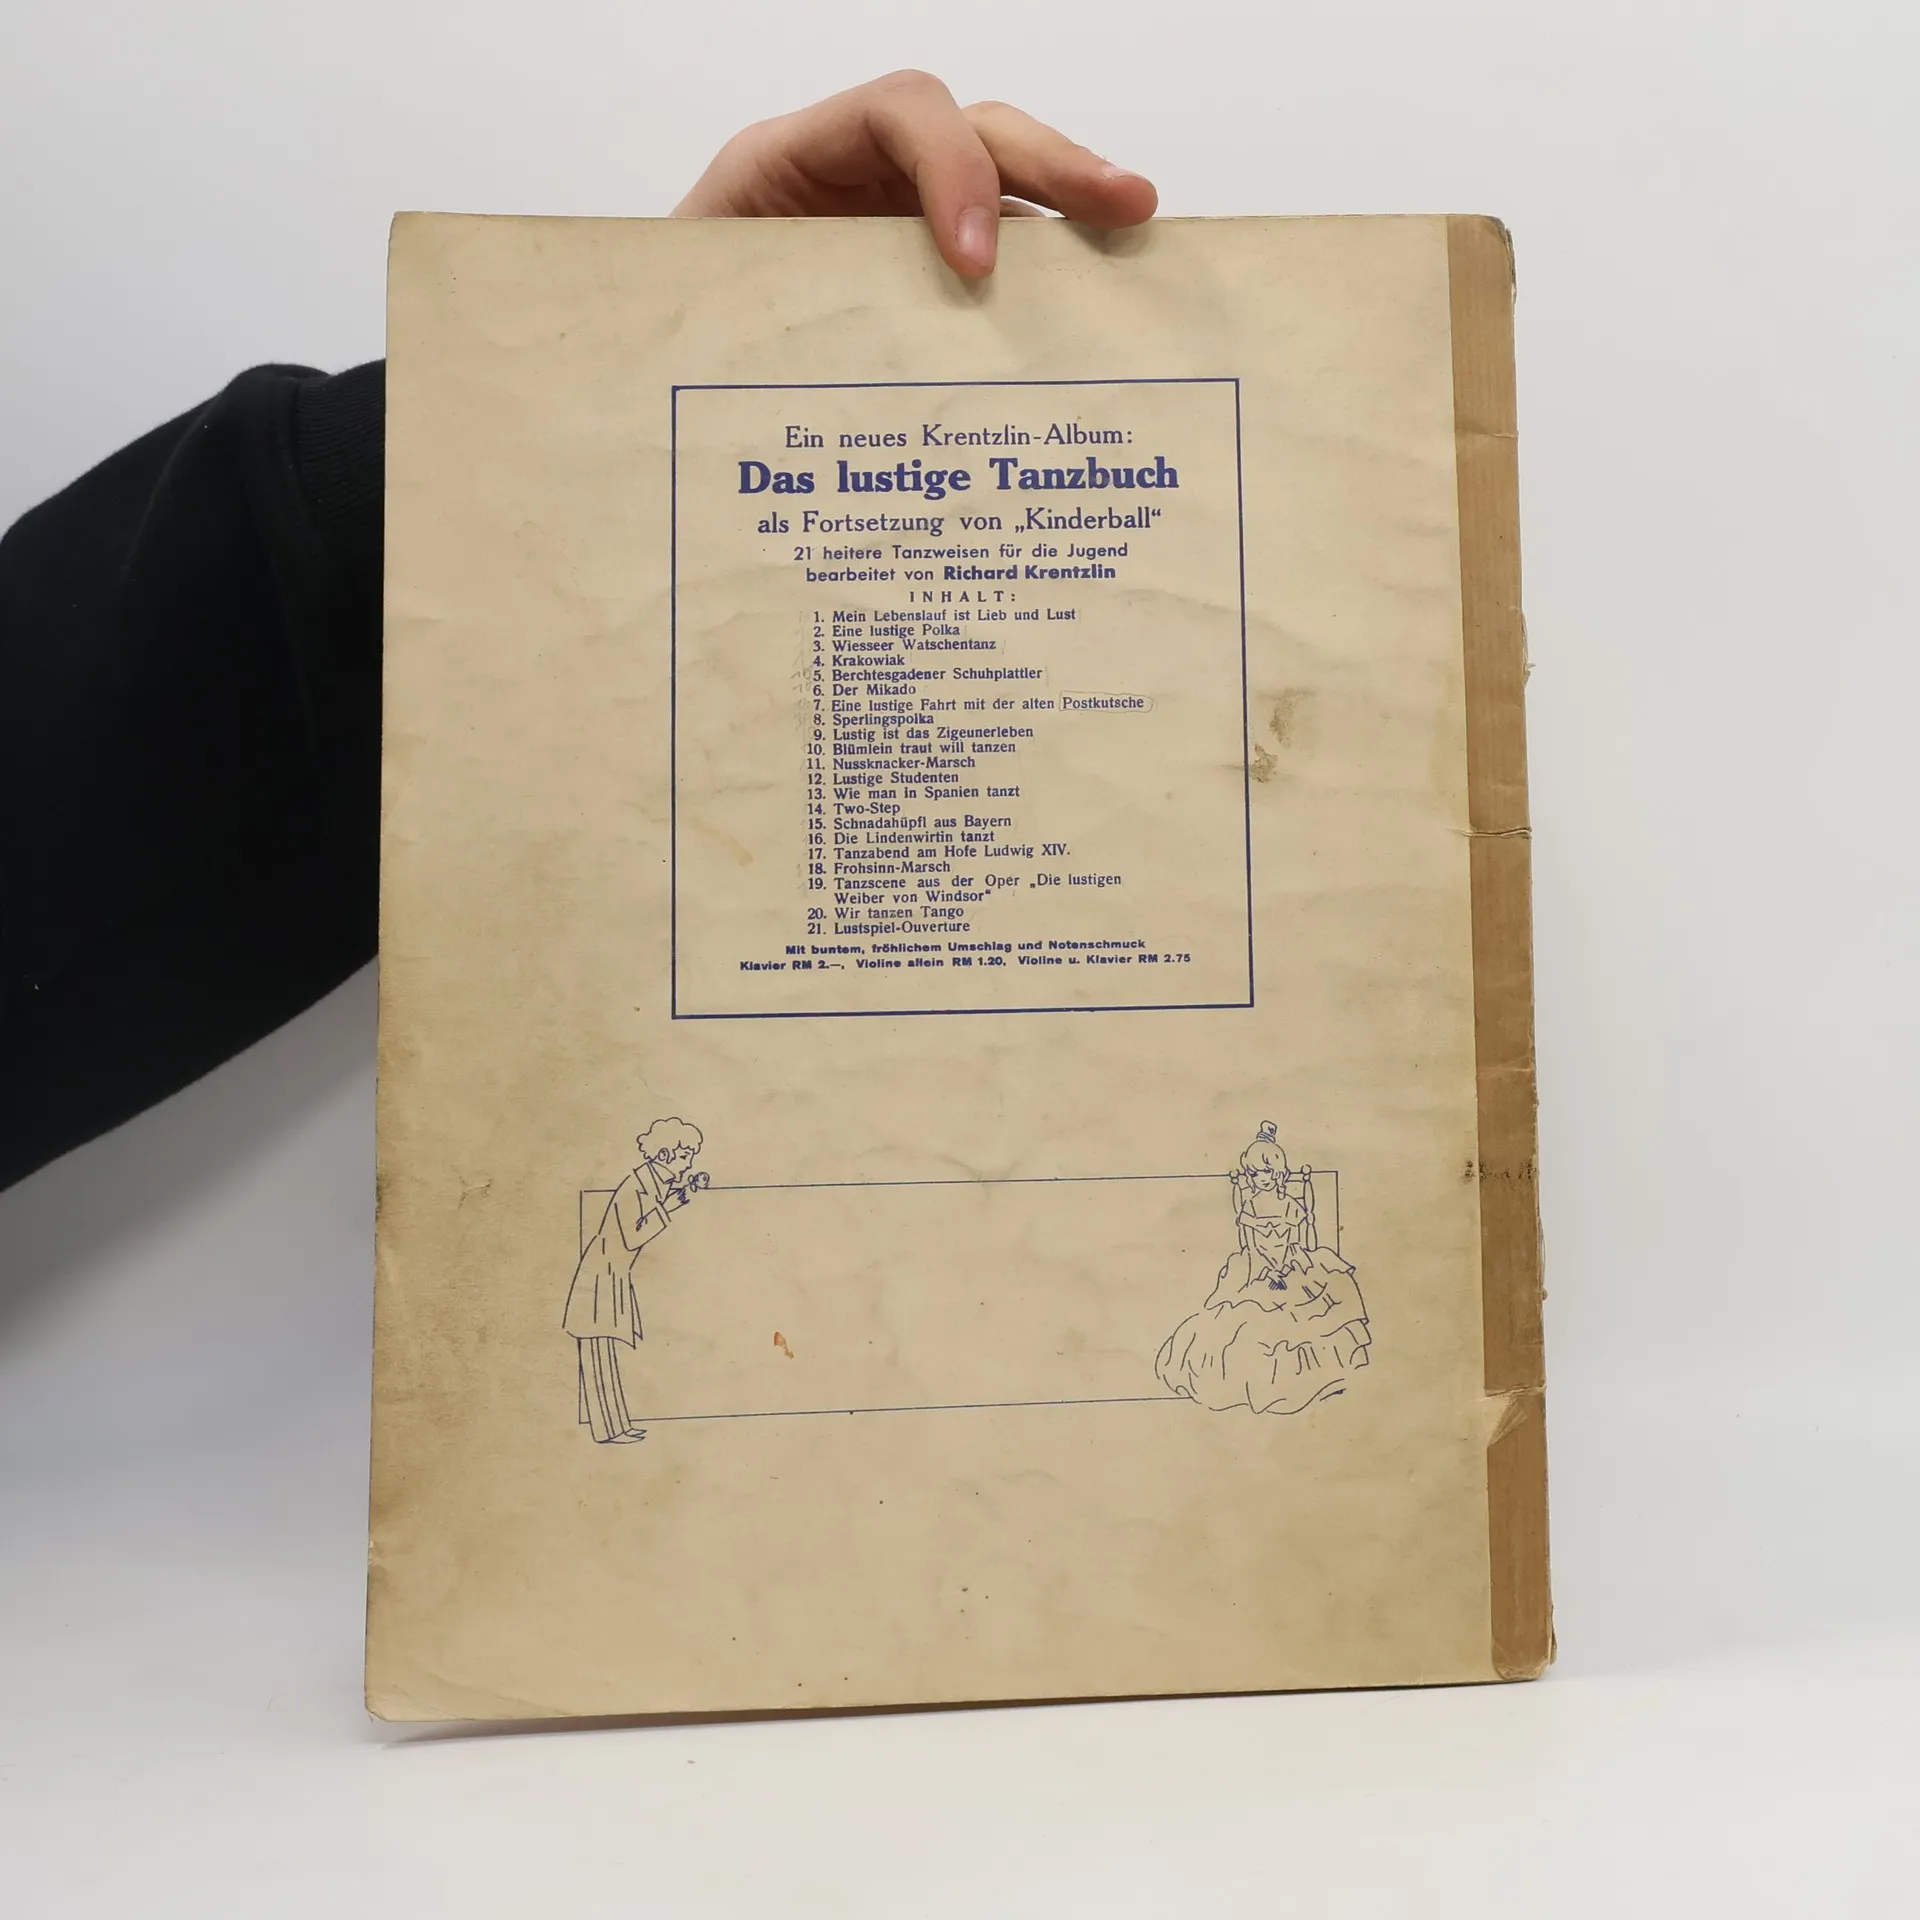 Ein neues Krentzlin-Album:
Das lustige Tanzbuch
als Fortsetzung von „Kinderball“
21 heitere Tanzweisen für die Jugend
bearbeitet von Richard Krentzlin
INHALT:
1. Mein Lebenslauf ist Lieb und Lust
2. Eine lustige Polka
3. Wiesseer Watschentanz
4. Krakowiak
5. Berchtesgadener Schuhplattler
6. Der Mikado
7. Eine lustige Fahrt mit der alten Postkutsche
8. Sperlingspolka
9. Lustig ist das Zigeunerleben
10. Blümlein traut will tanzen
11. Nussknacker-Marsch
12. Lustige Studenten
13. Wie man in Spanien tanzt
14. Two-Step
15. Schnadahüpfl aus Bayern
16. Die Lindenwirtin tanzt
17. Tanzabend am Hofe Ludwig XIV.
18. Frohsinn-Marsch
19. Tanzscene aus der Oper „Die lustigen
Weiber von Windsor“
20. Wir tanzen Tango
21. Lustspiel-Ouverture
Mit buntem, fröhlichem Umschlag und Notenschmuck
Klavier RM 2.—, Violine allein RM 1.20, Violine u. Klavier RM 2.75